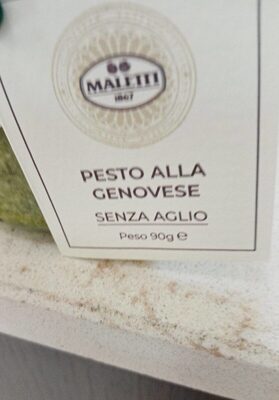 MALETTI
1867
PESTO ALLA
GENOVESE
SENZA AGLIO
Peso 90g ℮